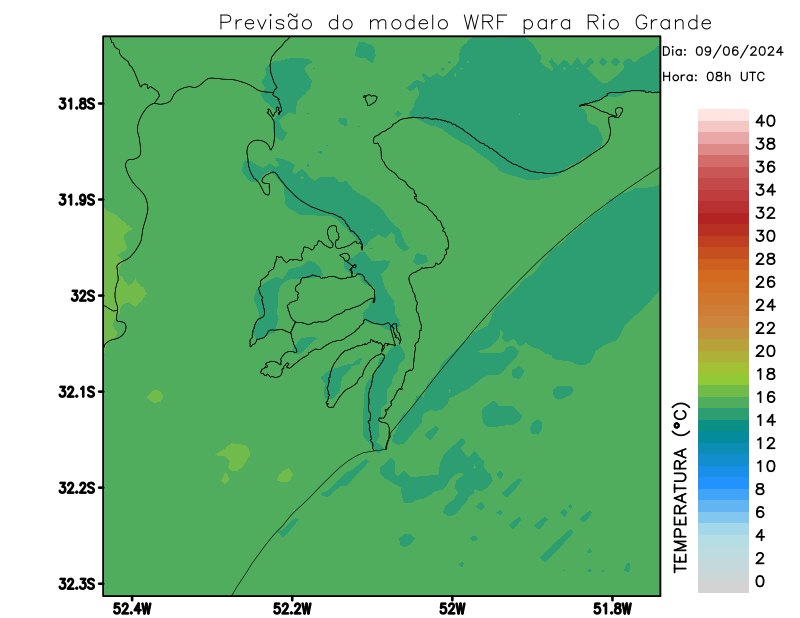 Previsão do modelo WRF para Rio Grande
Dia: 09/06/2024
Hora: 08h UTC
31.8S
31.9S
32S
32.1S
32.2S
32.3S
52.4W
52.2W
52W
51.8W
TEMPERATURA (°C)
40
38
36
34
32
30
28
26
24
22
20
18
16
14
12
10
8
6
4
2
0